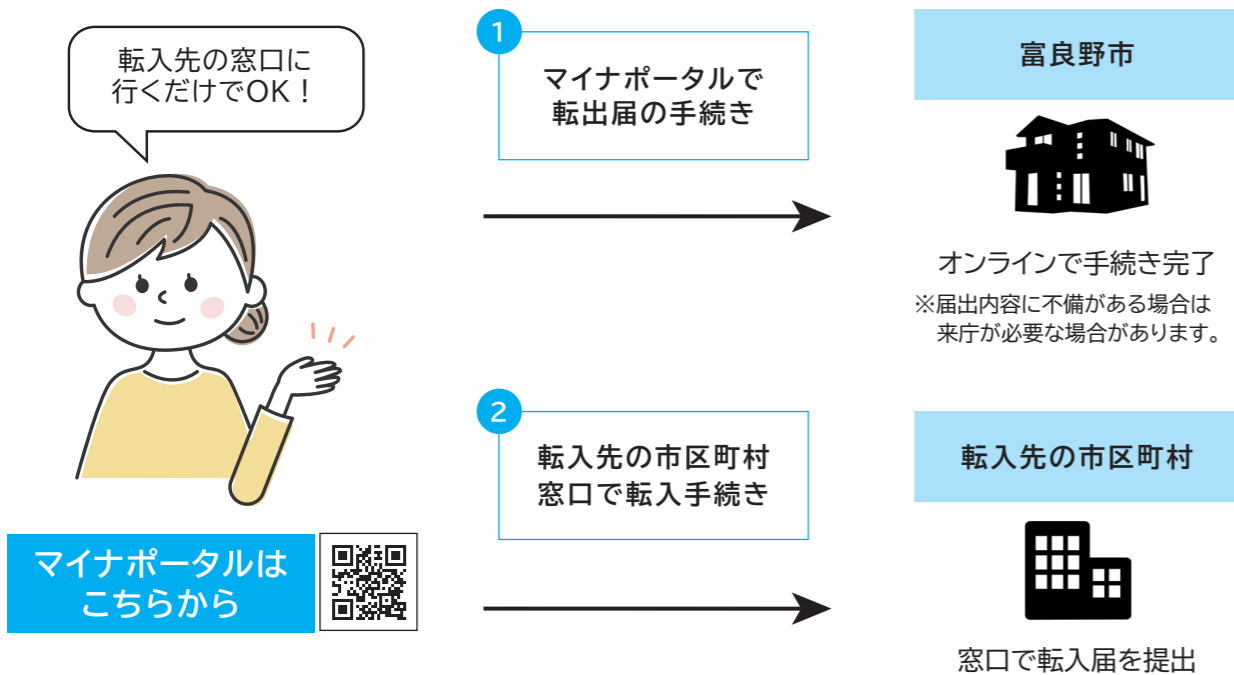 転入先の窓口に
行くだけでOK！
1
マイナポータルで
転出届の手続き
富良野市
オンラインで手続き完了
※届出内容に不備がある場合は
来庁が必要な場合があります。
2
転入先の市区町村
窓口で転入手続き
転入先の市区町村
窓口で転入届を提出
マイナポータルは
こちらから